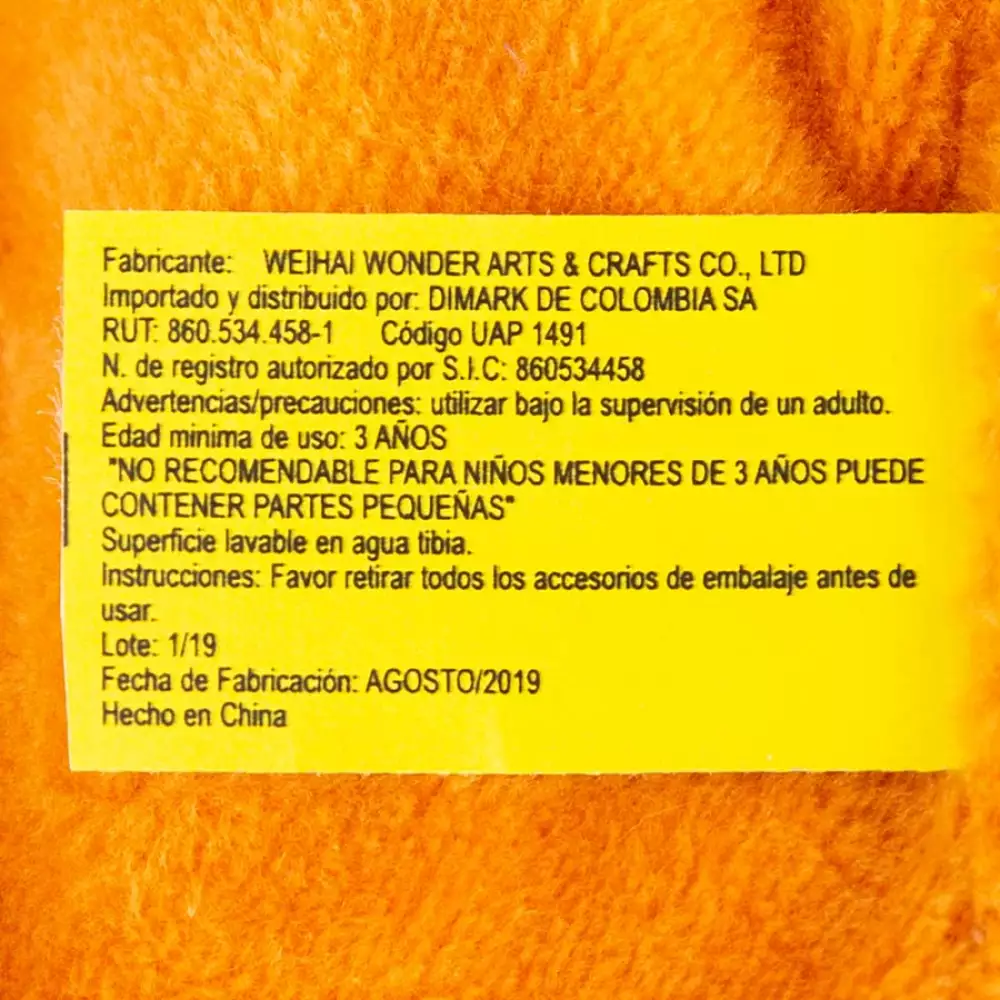 Fabricante: WEIHAI WONDER ARTS & CRAFTS CO., LTD
Importado y distribuido por: DIMARK DE COLOMBIA SA
RUT: 860.534.458-1 Código UAP 1491
N. de registro autorizado por S.I.C: 860534458
Advertencias/precauciones: utilizar bajo la supervisión de un adulto.
Edad minima de uso: 3 AÑOS
"NO RECOMENDABLE PARA NIÑOS MENORES DE 3 AÑOS PUEDE
CONTENER PARTES PEQUEÑAS"
Superficie lavable en agua tibia.
Instrucciones: Favor retirar todos los accesorios de embalaje antes de
usar.
Lote: 1/19
Fecha de Fabricación: AGOSTO/2019
Hecho en China